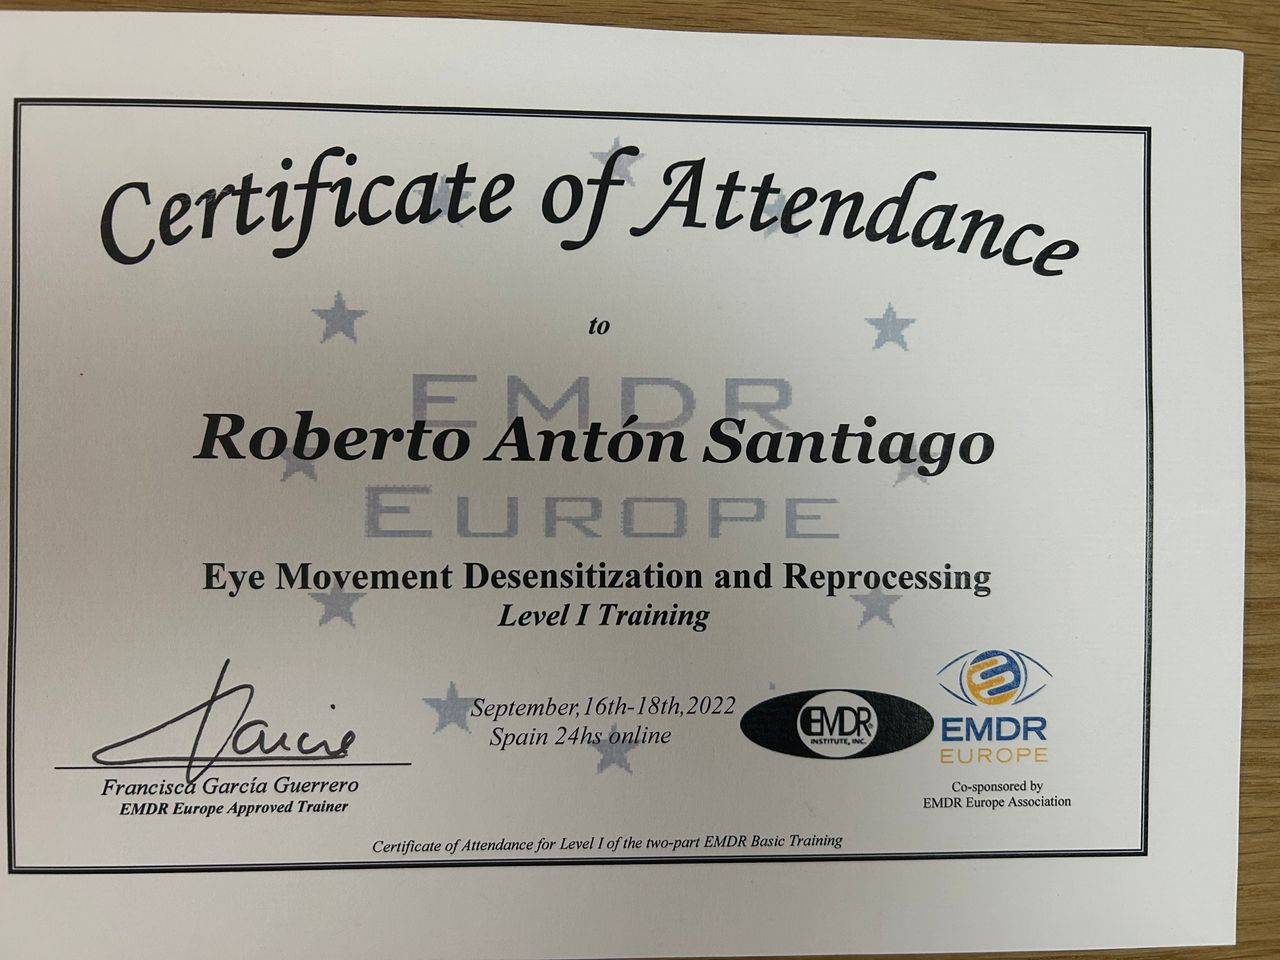 Certificate of Attendance
to
EMDR
Roberto Antón Santiago
EUROPE
Eye Movement Desensitization and Reprocessing
Level I Training
September,16th-18th,2022
Spain 24hs online
Francisca García Guerrero
EMDR Europe Approved Trainer
EMDR®
INSTITUTE, INC.
EMDR
EUROPE
Co-sponsored by
EMDR Europe Association
Certificate of Attendance for Level I of the two-part EMDR Basic Training